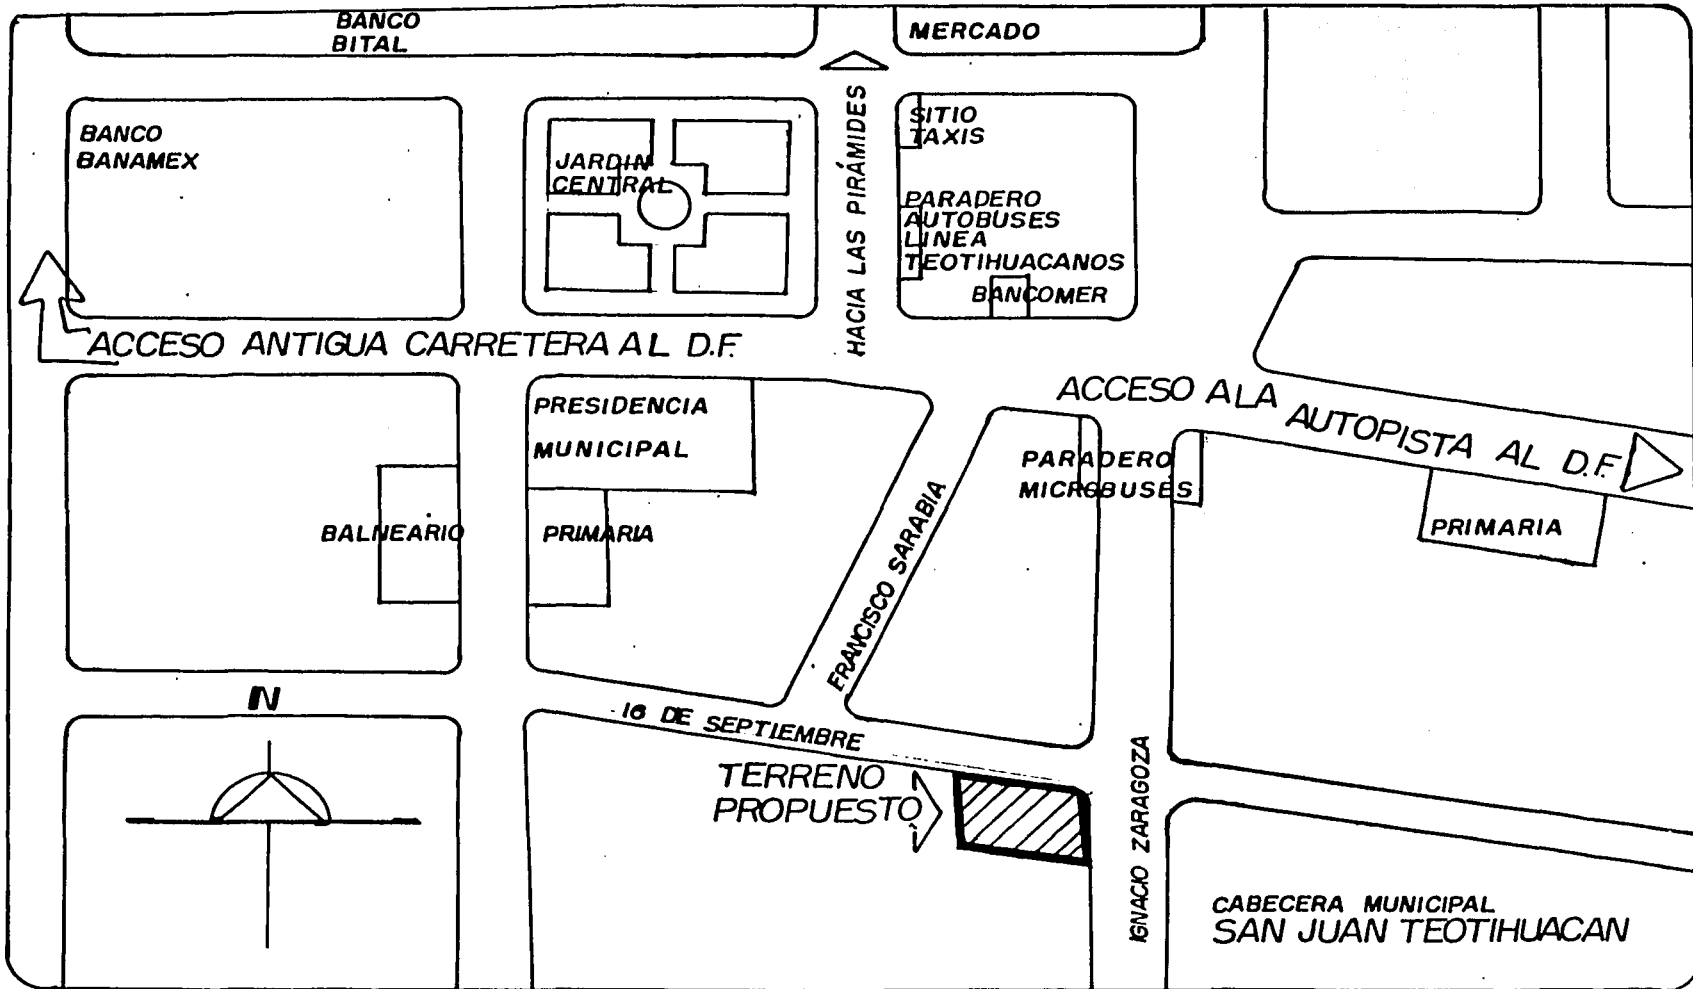 BANCO
BITAL
MERCADO
BANCO
BANAMEX
JARDIN
CENTRAL
HACIA LAS PIRÁMIDES
SITIO
TAXIS
PARADERO
AUTOBUSES
LINEA
TEOTIHUACANOS
BANCOMER
ACCESO ANTIGUA CARRETERA AL D.F.
ACCESO ALA AUTOPISTA AL D.F.
PRESIDENCIA
MUNICIPAL
PARADERO
MICROBUSES
BALNEARIO
PRIMARIA
PRIMARIA
FRANCISCO SARABIA
N
16 DE SEPTIEMBRE
TERRENO
PROPUESTO
IGNACIO ZARAGOZA
CABECERA MUNICIPAL
SAN JUAN TEOTIHUACAN